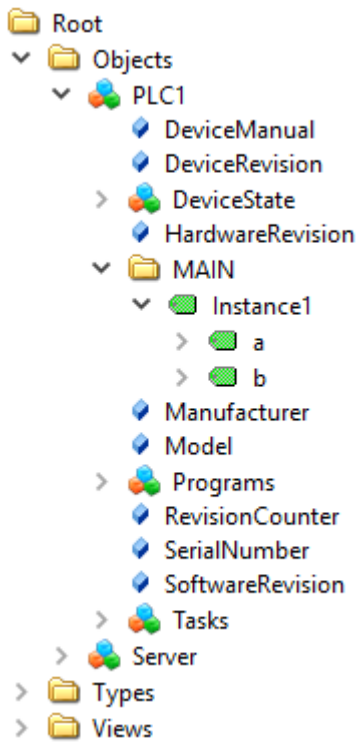 Root
Objects
PLC1
DeviceManual
DeviceRevision
DeviceState
HardwareRevision
MAIN
Instance1
a
b
Manufacturer
Model
Programs
RevisionCounter
SerialNumber
SoftwareRevision
Tasks
Server
Types
Views